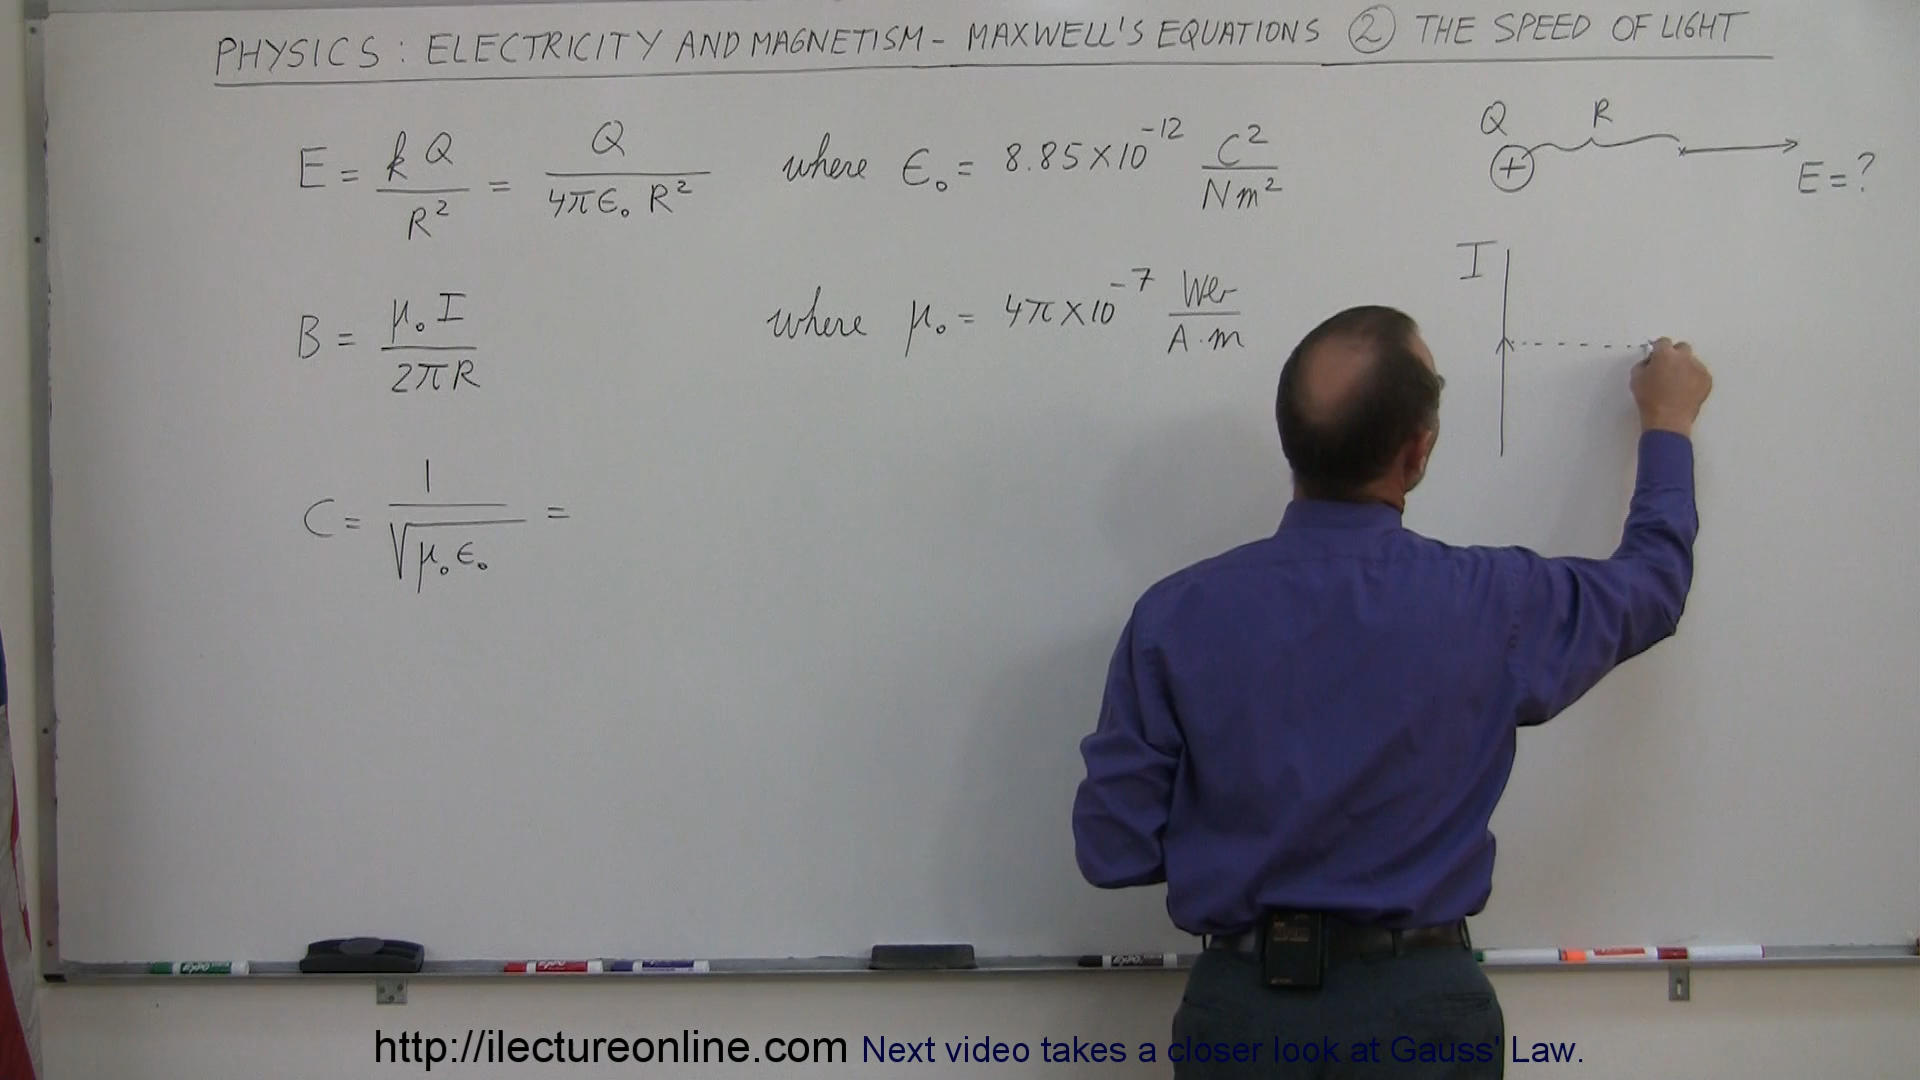 PHYSICS : ELECTRICITY AND MAGNETISM - MAXWELL'S EQUATIONS ② THE SPEED OF LIGHT
E = kQ/R² = Q/4πϵ₀R² where ϵ₀ = 8.85×10⁻¹² C²/Nm²
Q R
+
E = ?
B = μ₀I/2πR where μ₀ = 4π×10⁻⁷ Web/A·m
I
C = 1/√μ₀ϵ₀ =
http://ilectureonline.com Next video takes a closer look at Gauss' Law.